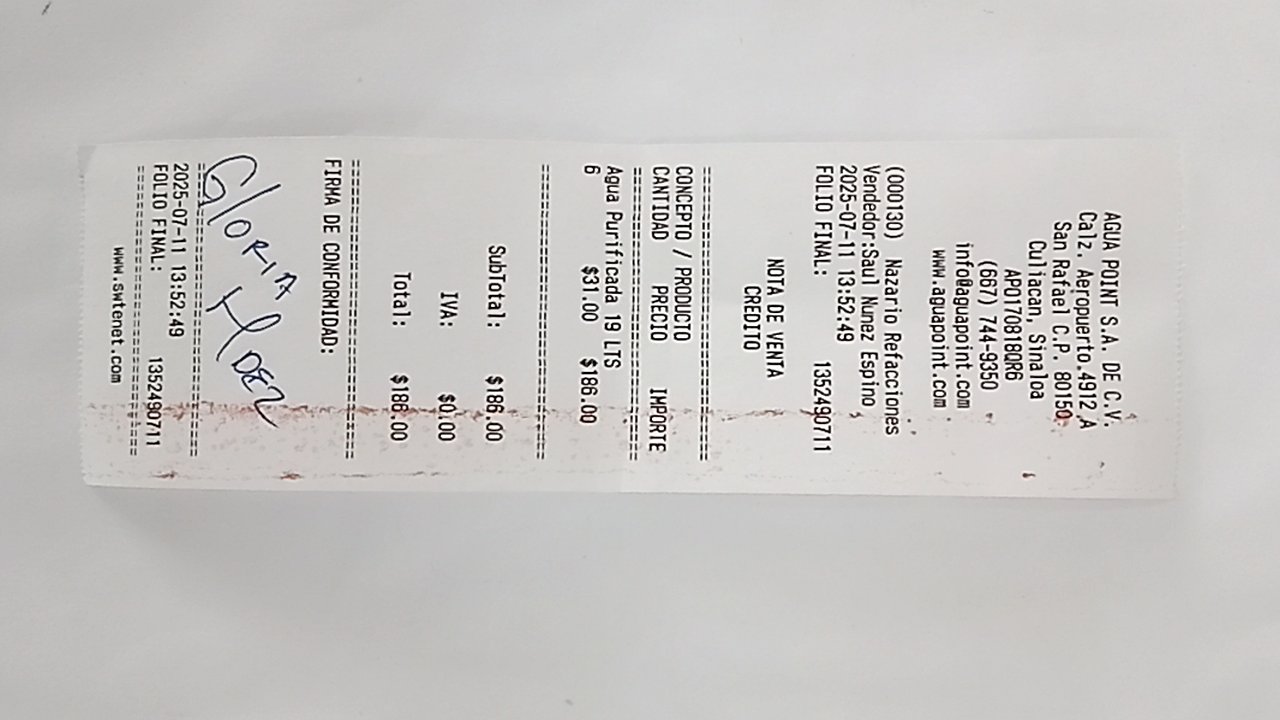 AGUA POINT S.A. DE C.V.
Calz. Aeropuerto 4912 A
San Rafael C.P. 80150
Culiacan, Sinaloa
APO170818QR6
(667) 744-9350
info@aguapoint.com
www.aguapoint.com
(000130) Nazario Refacciones
Vendedor:Saul Nunez Espino
2025-07-11 13:52:49
FOLIO FINAL: 1352490711
NOTA DE VENTA
CREDITO
===========================
CONCEPTO / PRODUCTO
CANTIDAD PRECIO IMPORTE
===========================
Agua Purificada 19 LTS
6 $31.00 $186.00
===========================
SubTotal: $186.00
IVA: $0.00
Total: $186.00
===========================
FIRMA DE CONFORMIDAD:
GlORIA HDEZ
===========================
2025-07-11 13:52:49
FOLIO FINAL: 1352490711
===========================
www.swtenet.com